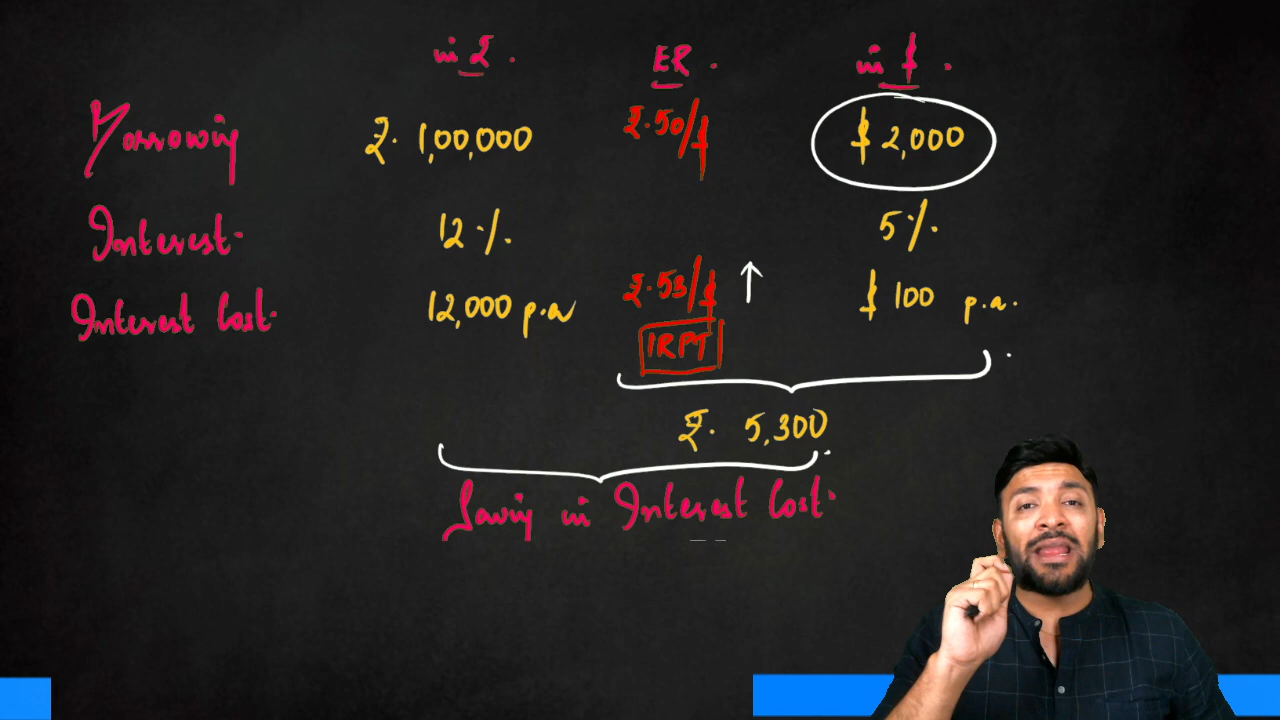 in ₹. ER. in $.
Borrowing ₹. 1,00,000 ₹.50/$ $ 2,000
Interest. 12 %. 5%.
Interest Cost. 12,000 p.a ₹.53/$ ↑ $ 100 p.a.
IRPT
₹. 5,300
Saving in Interest Cost.